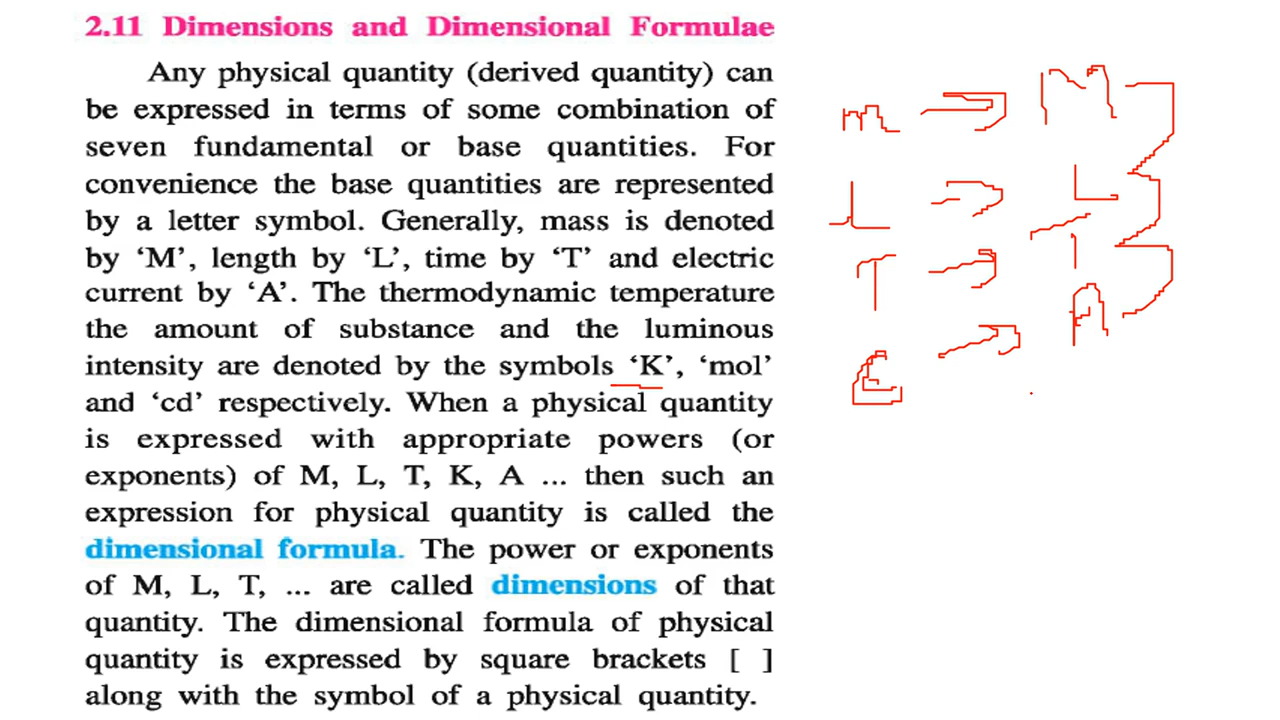 2.11 Dimensions and Dimensional Formulae
Any physical quantity (derived quantity) can
be expressed in terms of some combination of
seven fundamental or base quantities. For
convenience the base quantities are represented
by a letter symbol. Generally, mass is denoted
by ‘M’, length by ‘L’, time by ‘T’ and electric
current by ‘A’. The thermodynamic temperature
the amount of substance and the luminous
intensity are denoted by the symbols ‘K’, ‘mol’
and ‘cd’ respectively. When a physical quantity
is expressed with appropriate powers (or
exponents) of M, L, T, K, A ... then such an
expression for physical quantity is called the
dimensional formula. The power or exponents
of M, L, T, ... are called dimensions of that
quantity. The dimensional formula of physical
quantity is expressed by square brackets [ ]
along with the symbol of a physical quantity.
m → M
L → L
T → T
C → A